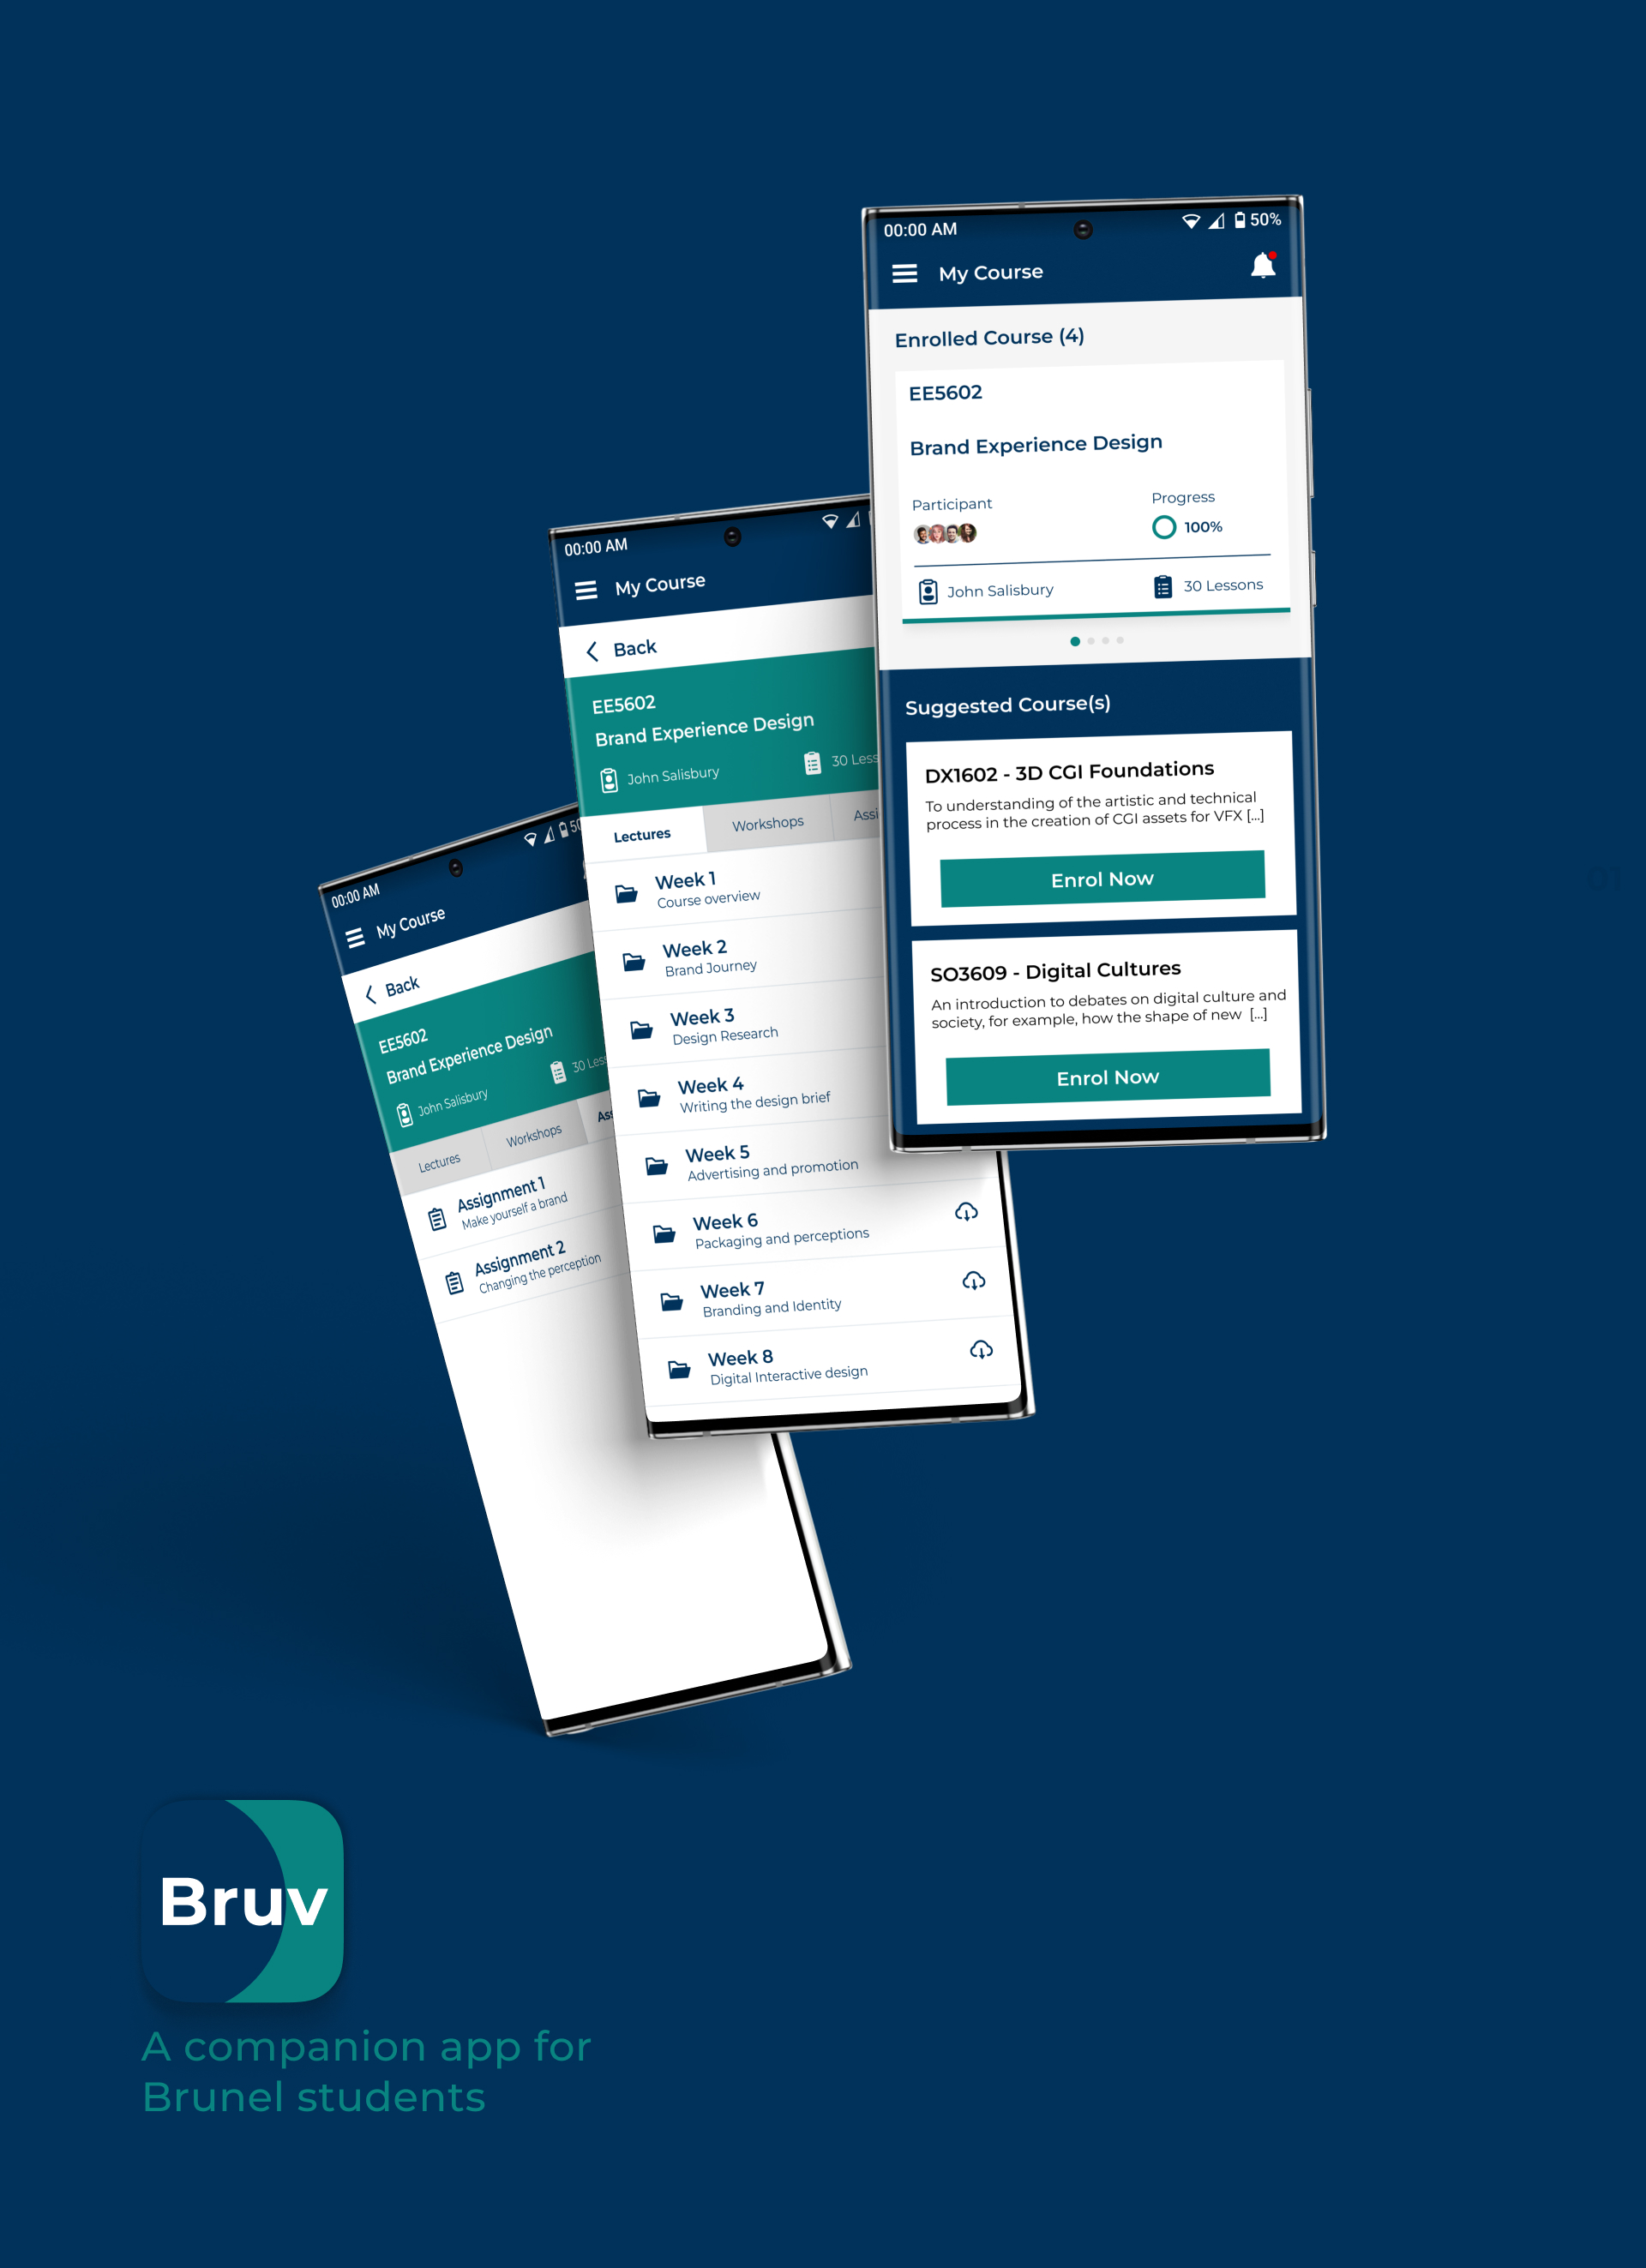 00:00 AM
50%
My Course
Enrolled Course (4)
EE5602
Brand Experience Design
Participant
Progress
100%
John Salisbury
30 Lessons
Suggested Course(s)
DX1602 - 3D CGI Foundations
To understanding of the artistic and technical
process in the creation of CGI assets for VFX [...]
Enrol Now
SO3609 - Digital Cultures
An introduction to debates on digital culture and
society, for example, how the shape of new [...]
Enrol Now
00:00 AM
My Course
Back
EE5602
Brand Experience Design
John Salisbury
30 Less
Lectures
Workshops
Assi
Week 1
Course overview
Week 2
Brand Journey
Week 3
Design Research
Week 4
Writing the design brief
Week 5
Advertising and promotion
Week 6
Packaging and perceptions
Week 7
Branding and Identity
Week 8
Digital Interactive design
00:00 AM
50
My Course
Back
EE5602
Brand Experience Design
John Salisbury
30 Less
Lectures
Workshops
Ass
Assignment 1
Make yourself a brand
Assignment 2
Changing the perception
01
Bruv
A companion app for
Brunel students